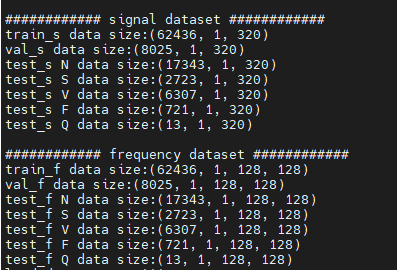 ############ signal dataset ############
train_s data size:(62436, 1, 320)
val_s data size:(8025, 1, 320)
test_s N data size:(17343, 1, 320)
test_s S data size:(2723, 1, 320)
test_s V data size:(6307, 1, 320)
test_s F data size:(721, 1, 320)
test_s Q data size:(13, 1, 320)
############ frequency dataset ############
train_f data size:(62436, 1, 128, 128)
val_f data size:(8025, 1, 128, 128)
test_f N data size:(17343, 1, 128, 128)
test_f S data size:(2723, 1, 128, 128)
test_f V data size:(6307, 1, 128, 128)
test_f F data size:(721, 1, 128, 128)
test_f Q data size:(13, 1, 128, 128)